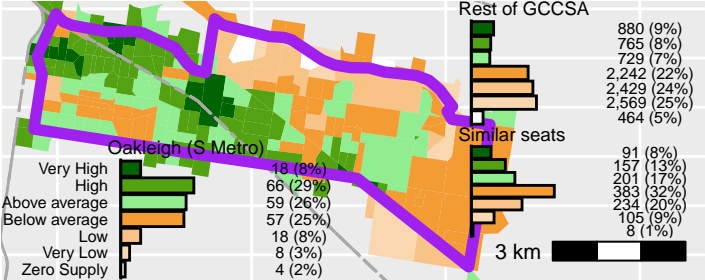 Rest of GCCSA
880 (9%)
765 (8%)
729 (7%)
2,242 (22%)
2,429 (24%)
2,569 (25%)
464 (5%)
Similar seats
91 (8%)
157 (13%)
201 (17%)
383 (32%)
234 (20%)
105 (9%)
8 (1%)
Oakleigh (S Metro)
Very High 18 (8%)
High 66 (29%)
Above average 59 (26%)
Below average 57 (25%)
Low 18 (8%)
Very Low 8 (3%)
Zero Supply 4 (2%)
3 km